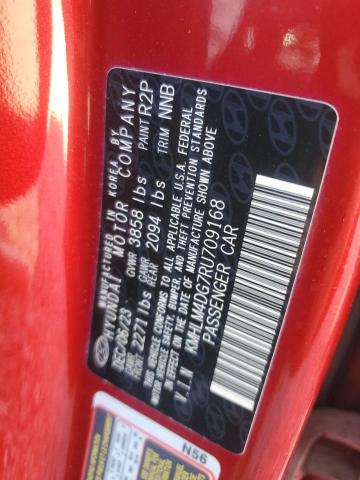 MANUFACTURED IN KOREA BY
HYUNDAI MOTOR COMPANY
DEC/06/23 GVWR 3858 lbs PAINT R2P
GAWR FRONT 2271 lbs GAWR REAR 2094 lbs TRIM NNB
THIS VEHICLE CONFORMS TO ALL APPLICABLE U.S.A. FEDERAL
MOTOR VEHICLE SAFETY, BUMPER, AND THEFT PREVENTION STANDARDS
IN EFFECT ON THE DATE OF MANUFACTURE SHOWN ABOVE
V.I.N KMHLM4DG7RU709168
PASSENGER CAR
N56